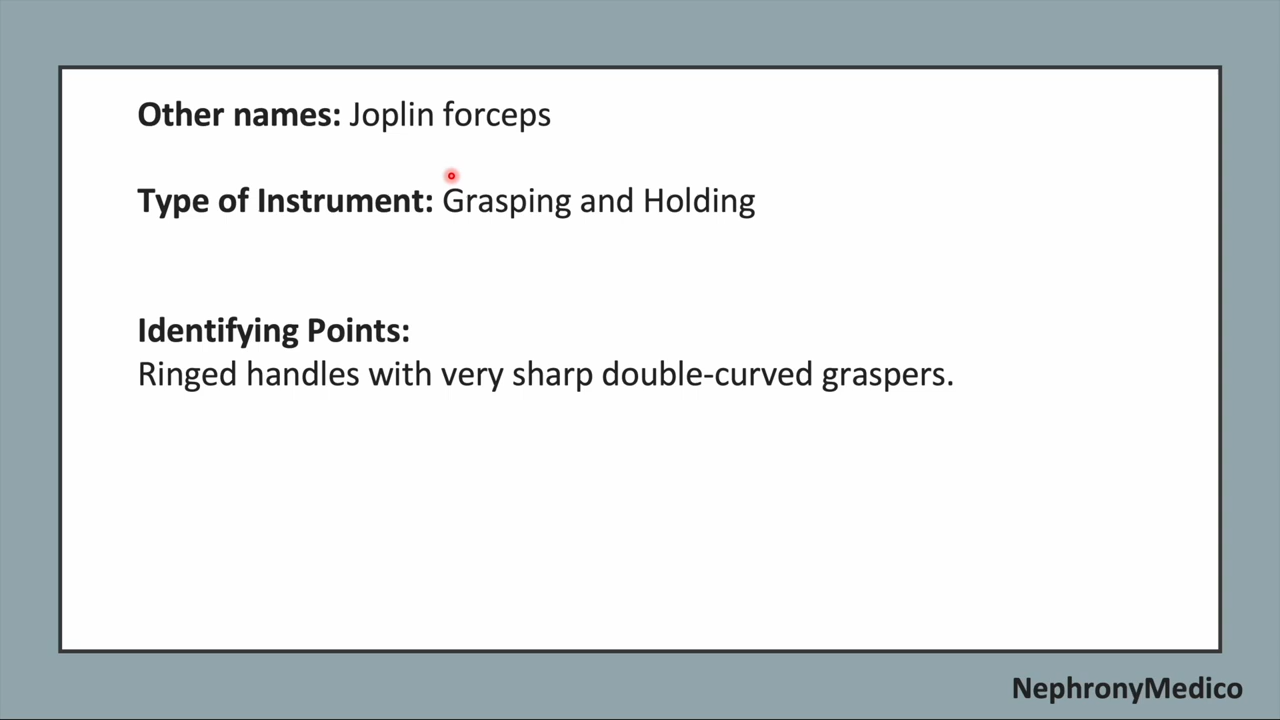 Other names: Joplin forceps
Type of Instrument: Grasping and Holding
Identifying Points:
Ringed handles with very sharp double-curved graspers.
NephronyMedico